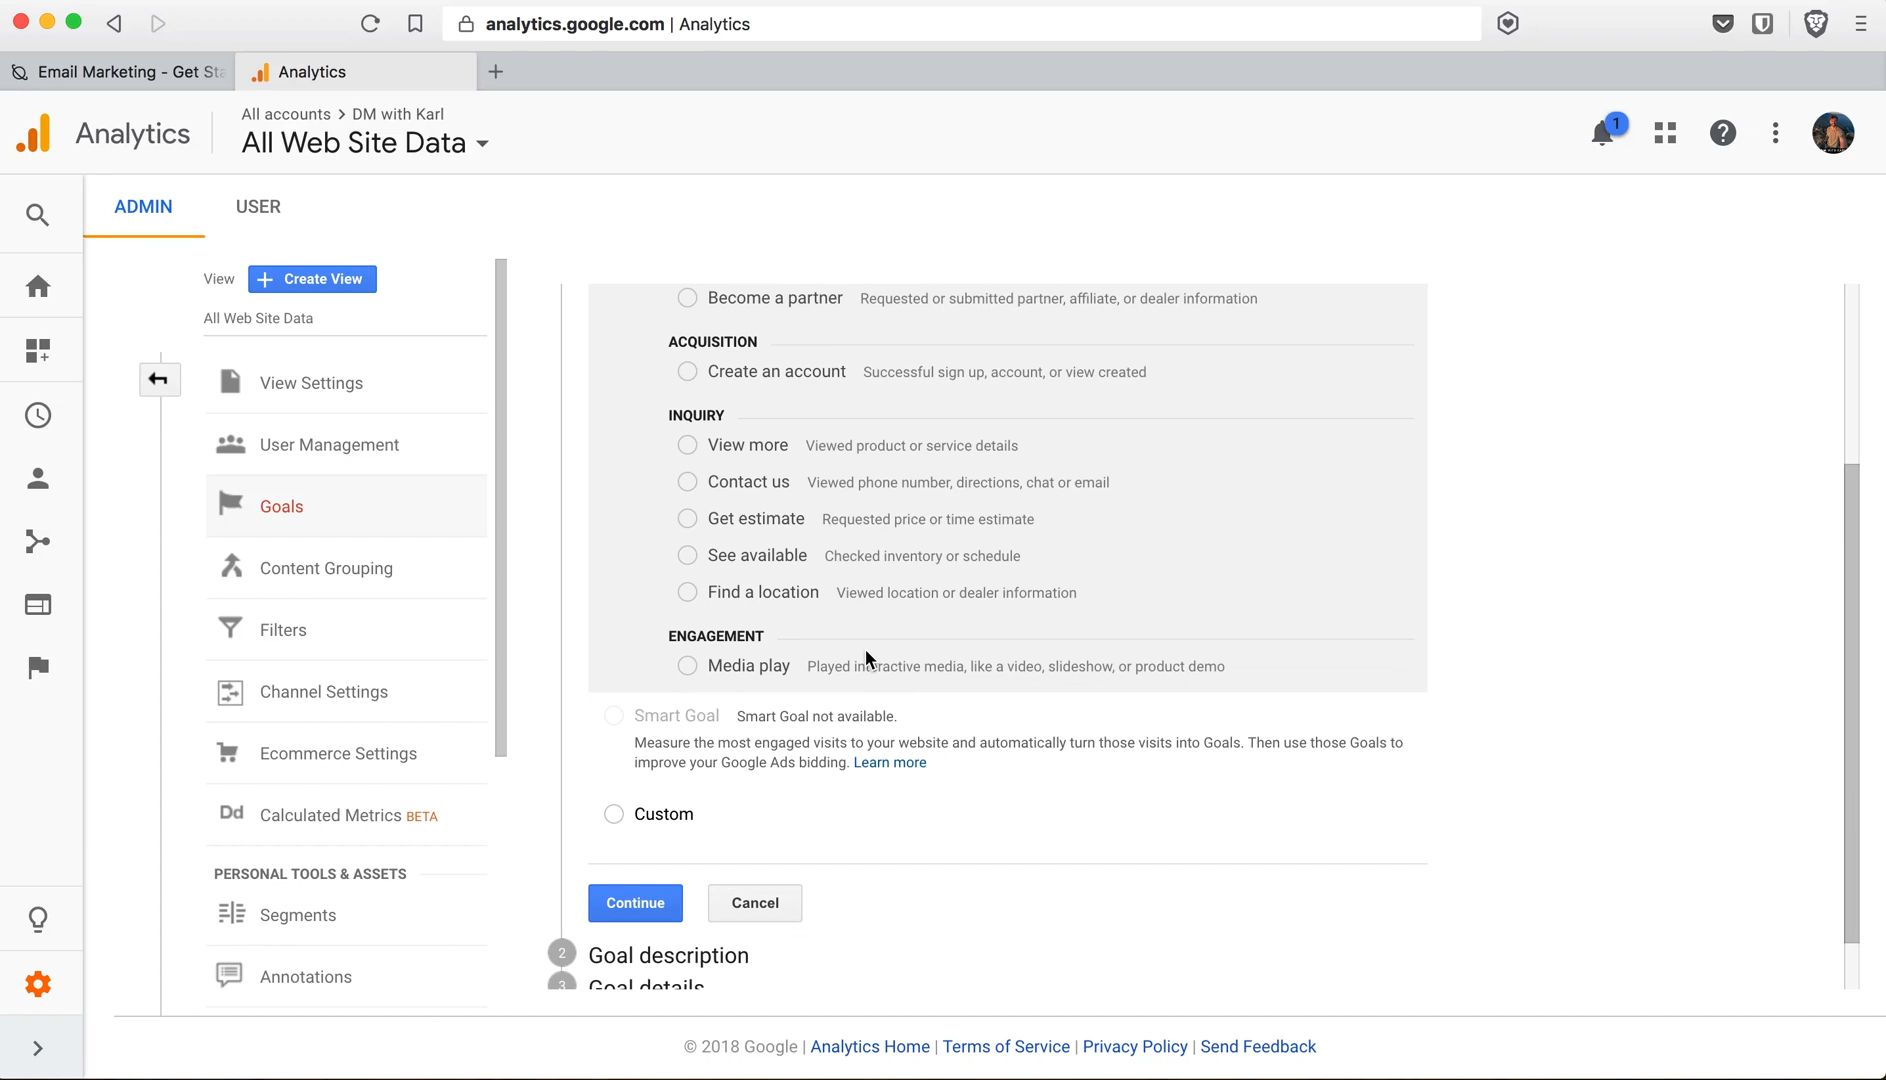 analytics.google.com | Analytics
Email Marketing - Get Sta
Analytics
Analytics
All accounts > DM with Karl
All Web Site Data
1
ADMIN
USER
View
Create View
All Web Site Data
View Settings
User Management
Goals
Content Grouping
Filters
Channel Settings
Ecommerce Settings
Dd Calculated Metrics BETA
PERSONAL TOOLS & ASSETS
Segments
Annotations
Become a partner Requested or submitted partner, affiliate, or dealer information
ACQUISITION
Create an account Successful sign up, account, or view created
INQUIRY
View more Viewed product or service details
Contact us Viewed phone number, directions, chat or email
Get estimate Requested price or time estimate
See available Checked inventory or schedule
Find a location Viewed location or dealer information
ENGAGEMENT
Media play Played interactive media, like a video, slideshow, or product demo
Smart Goal Smart Goal not available.
Measure the most engaged visits to your website and automatically turn those visits into Goals. Then use those Goals to
improve your Google Ads bidding. Learn more
Custom
Continue
Cancel
2 Goal description
3 Goal details
© 2018 Google | Analytics Home | Terms of Service | Privacy Policy | Send Feedback